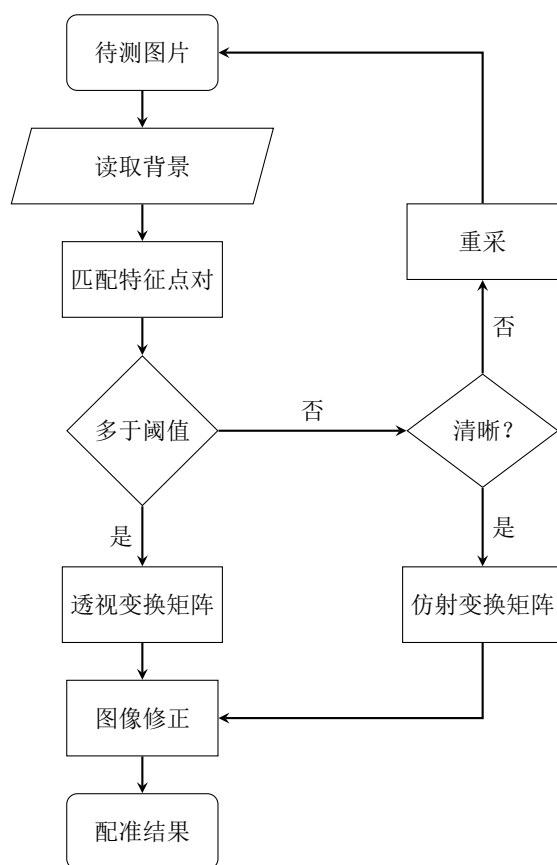 待测图片
读取背景
重采
匹配特征点对
否
多于阈值
否
清晰？
是
是
透视变换矩阵
仿射变换矩阵
图像修正
配准结果